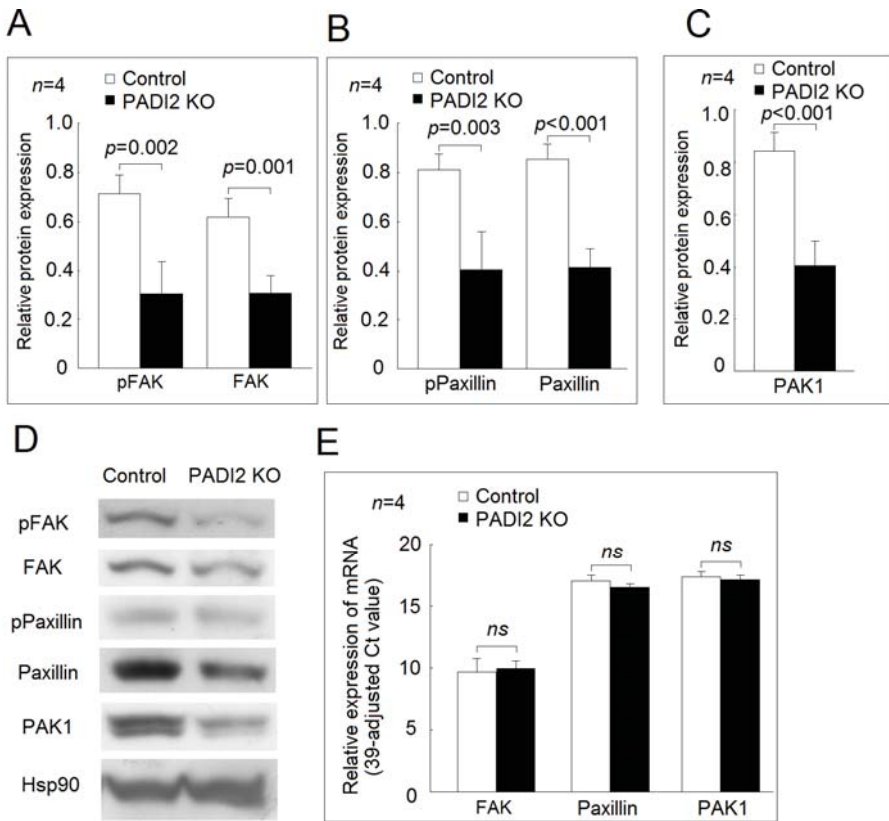 A
n=4
Control
PADI2 KO
p=0.002
p=0.001
Relative protein expression
1.0
0.8
0.6
0.4
0.2
0
pFAK FAK
B
n=4
Control
PADI2 KO
p=0.003
p<0.001
Relative protein expression
1.0
0.8
0.6
0.4
0.2
0
pPaxillin Paxillin
C
n=4
Control
PADI2 KO
p<0.001
Relative protein expression
1.0
0.8
0.6
0.4
0.2
0
PAK1
D
Control PADI2 KO
pFAK
FAK
pPaxillin
Paxillin
PAK1
Hsp90
E
n=4
Control
PADI2 KO
ns
ns
ns
Relative expression of mRNA
(39-adjusted Ct value)
20
15
10
5
0
FAK Paxillin PAK1